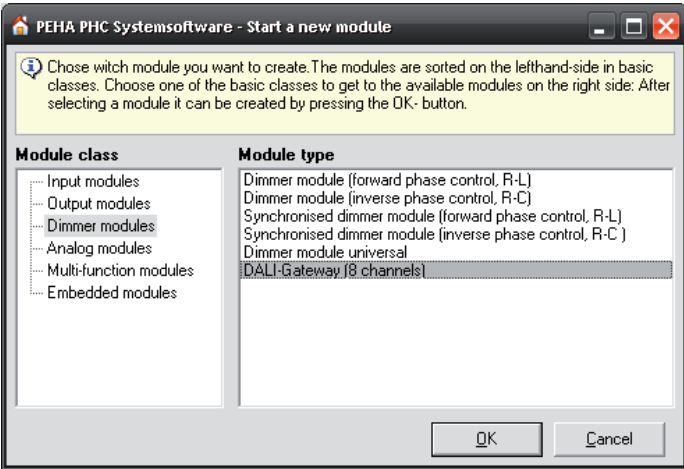 PEHA PHC Systemsoftware - Start a new module
Chose witch module you want to create. The modules are sorted on the lefthand-side in basic
classes. Choose one of the basic classes to get to the available modules on the right side: After
selecting a module it can be created by pressing the OK- button.
Module class
Input modules
Output modules
Dimmer modules
Analog modules
Multi-function modules
Embedded modules
Module type
Dimmer module (forward phase control, R-L)
Dimmer module (inverse phase control, R-C)
Synchronised dimmer module (forward phase control, R-L)
Synchronised dimmer module (inverse phase control, R-C )
Dimmer module universal
DALI-Gateway (8 channels)
OK
Cancel